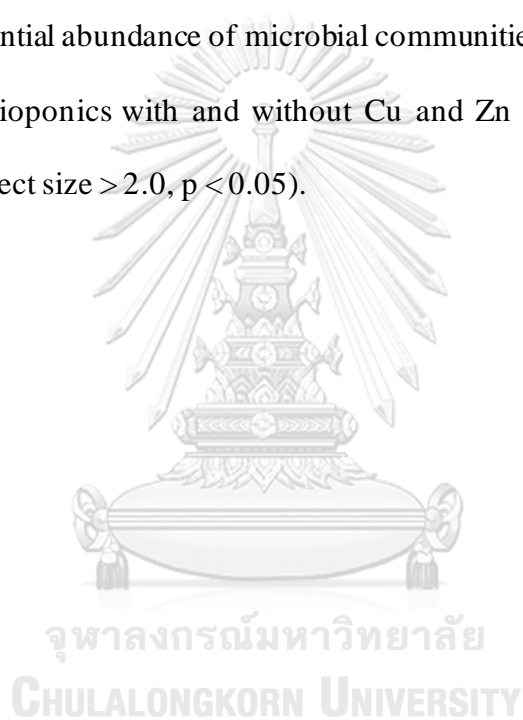 ntial abundance of microbial communitie
ioponics with and without Cu and Zn
ect size > 2.0, p < 0.05).
จุฬาลงกรณ์มหาวิทยาลัย
CHULALONGKORN UNIVERSITY